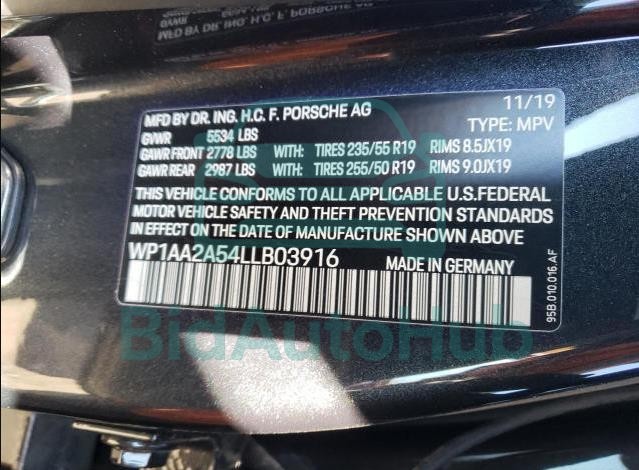 MFD BY DR. ING. H.C. F. PORSCHE AG 11/19
GVWR 5534 LBS TYPE: MPV
GAWR FRONT 2778 LBS WITH: TIRES 235/55 R19 RIMS 8.5JX19
GAWR REAR 2987 LBS WITH: TIRES 255/50 R19 RIMS 9.0JX19
THIS VEHICLE CONFORMS TO ALL APPLICABLE U.S.FEDERAL
MOTOR VEHICLE SAFETY AND THEFT PREVENTION STANDARDS
IN EFFECT ON THE DATE OF MANUFACTURE SHOWN ABOVE.
WP1AA2A54LLB03916 MADE IN GERMANY
95B.010.016.AF
BidAutoHub